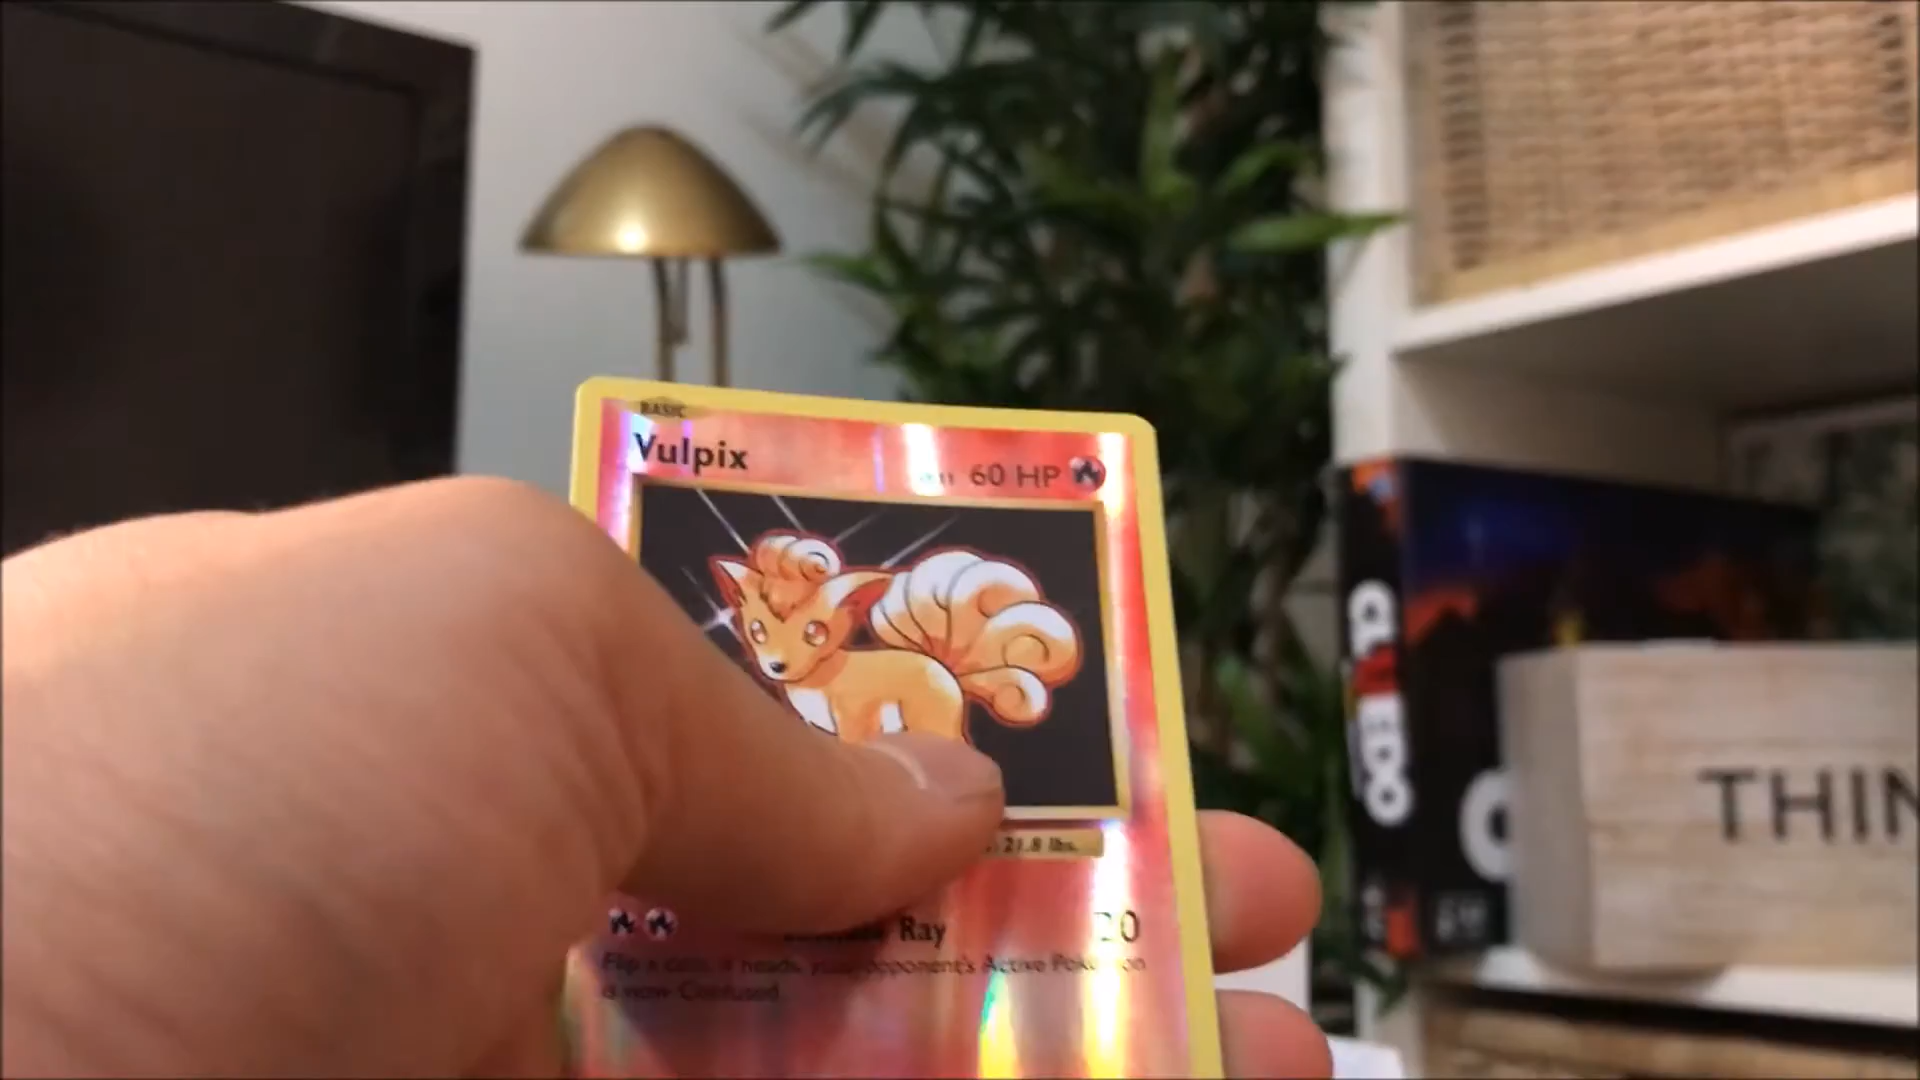 BASIC
Vulpix
60 HP
21.8 lbs.
Ray 20
Flip a coin. If heads, your opponent's Active Pokémon
is now Confused.
CLUEDO
THIN